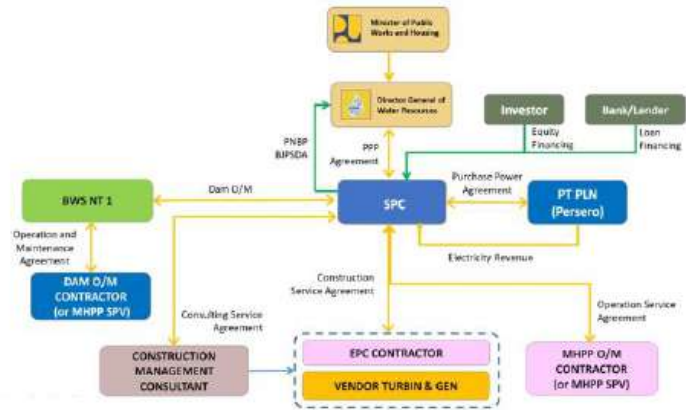 Minister of Public
Works and Housing
Director General of
Water Resources
Investor
Bank/Lender
PNBP
BJPSDA
PPP
Agreement
Equity
Financing
Loan
Financing
BWS NT 1
Dam O/M
SPC
Purchase Power
Agreement
PT PLN
(Persero)
Electricity Revenue
Operation and
Maintenance
Agreement
DAM O/M
CONTRACTOR
(or MHPP SPV)
Construction
Service Agreement
Consulting Service
Agreement
Operation Service
Agreement
CONSTRUCTION
MANAGEMENT
CONSULTANT
EPC CONTRACTOR
VENDOR TURBIN & GEN
MHPP O/M
CONTRACTOR
(or MHPP SPV)